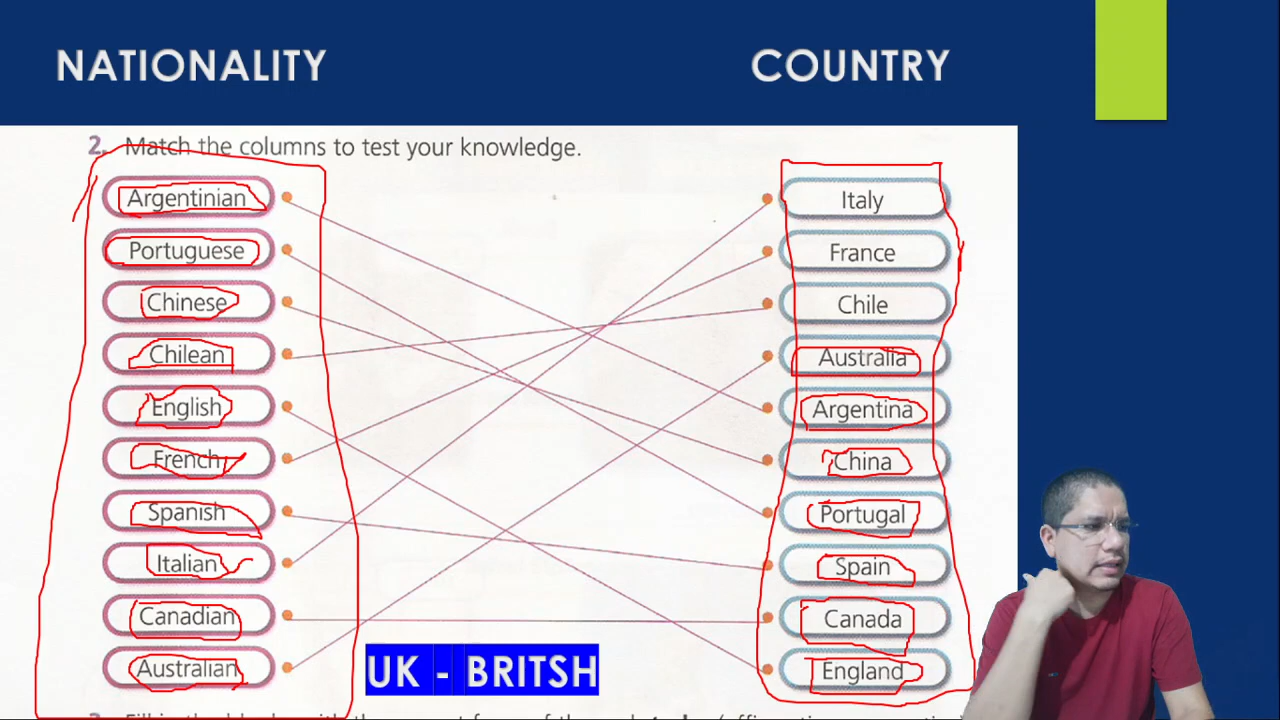 NATIONALITY COUNTRY
2. Match the columns to test your knowledge.
Argentinian Italy
Portuguese France
Chinese Chile
Chilean Australia
English Argentina
French China
Spanish Portugal
Italian Spain
Canadian Canada
Australian England
UK - BRITSH